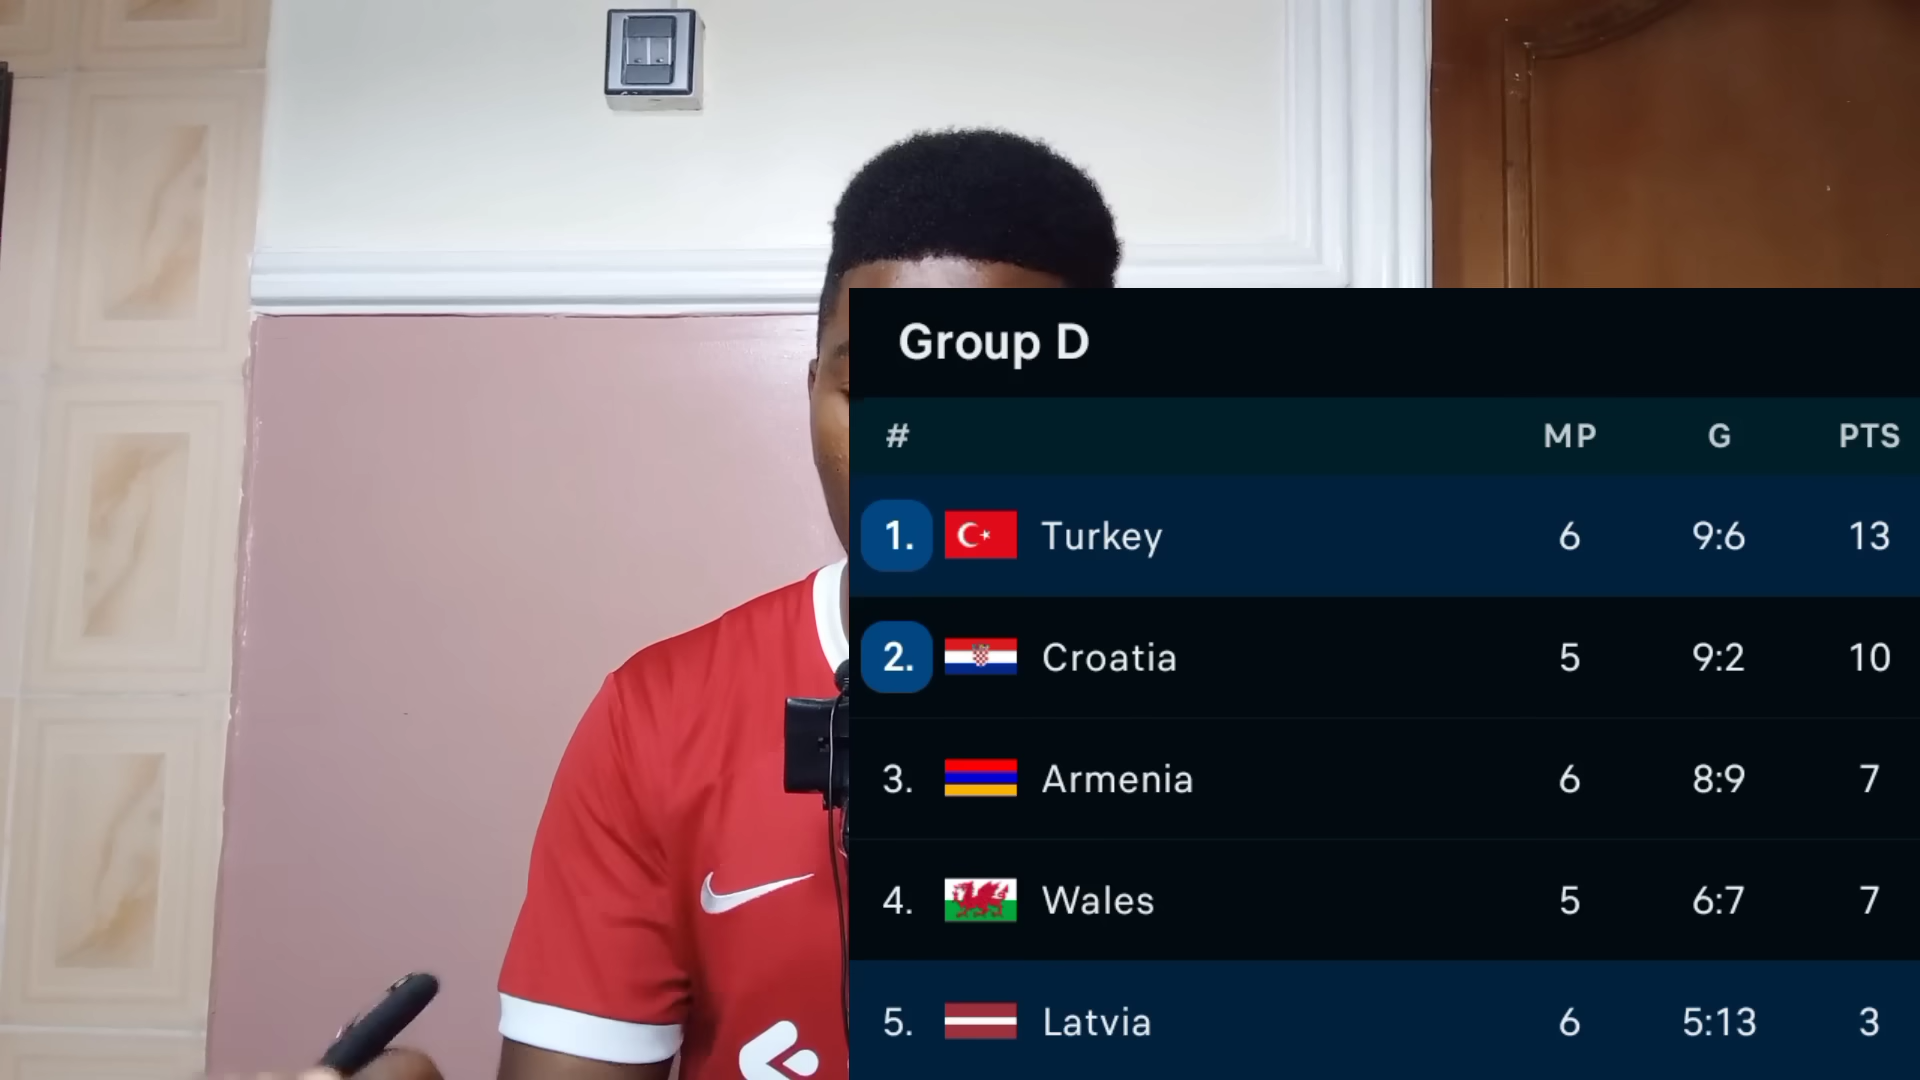 Group D
# MP G PTS
1. Turkey 6 9:6 13
2. Croatia 5 9:2 10
3. Armenia 6 8:9 7
4. Wales 5 6:7 7
5. Latvia 6 5:13 3